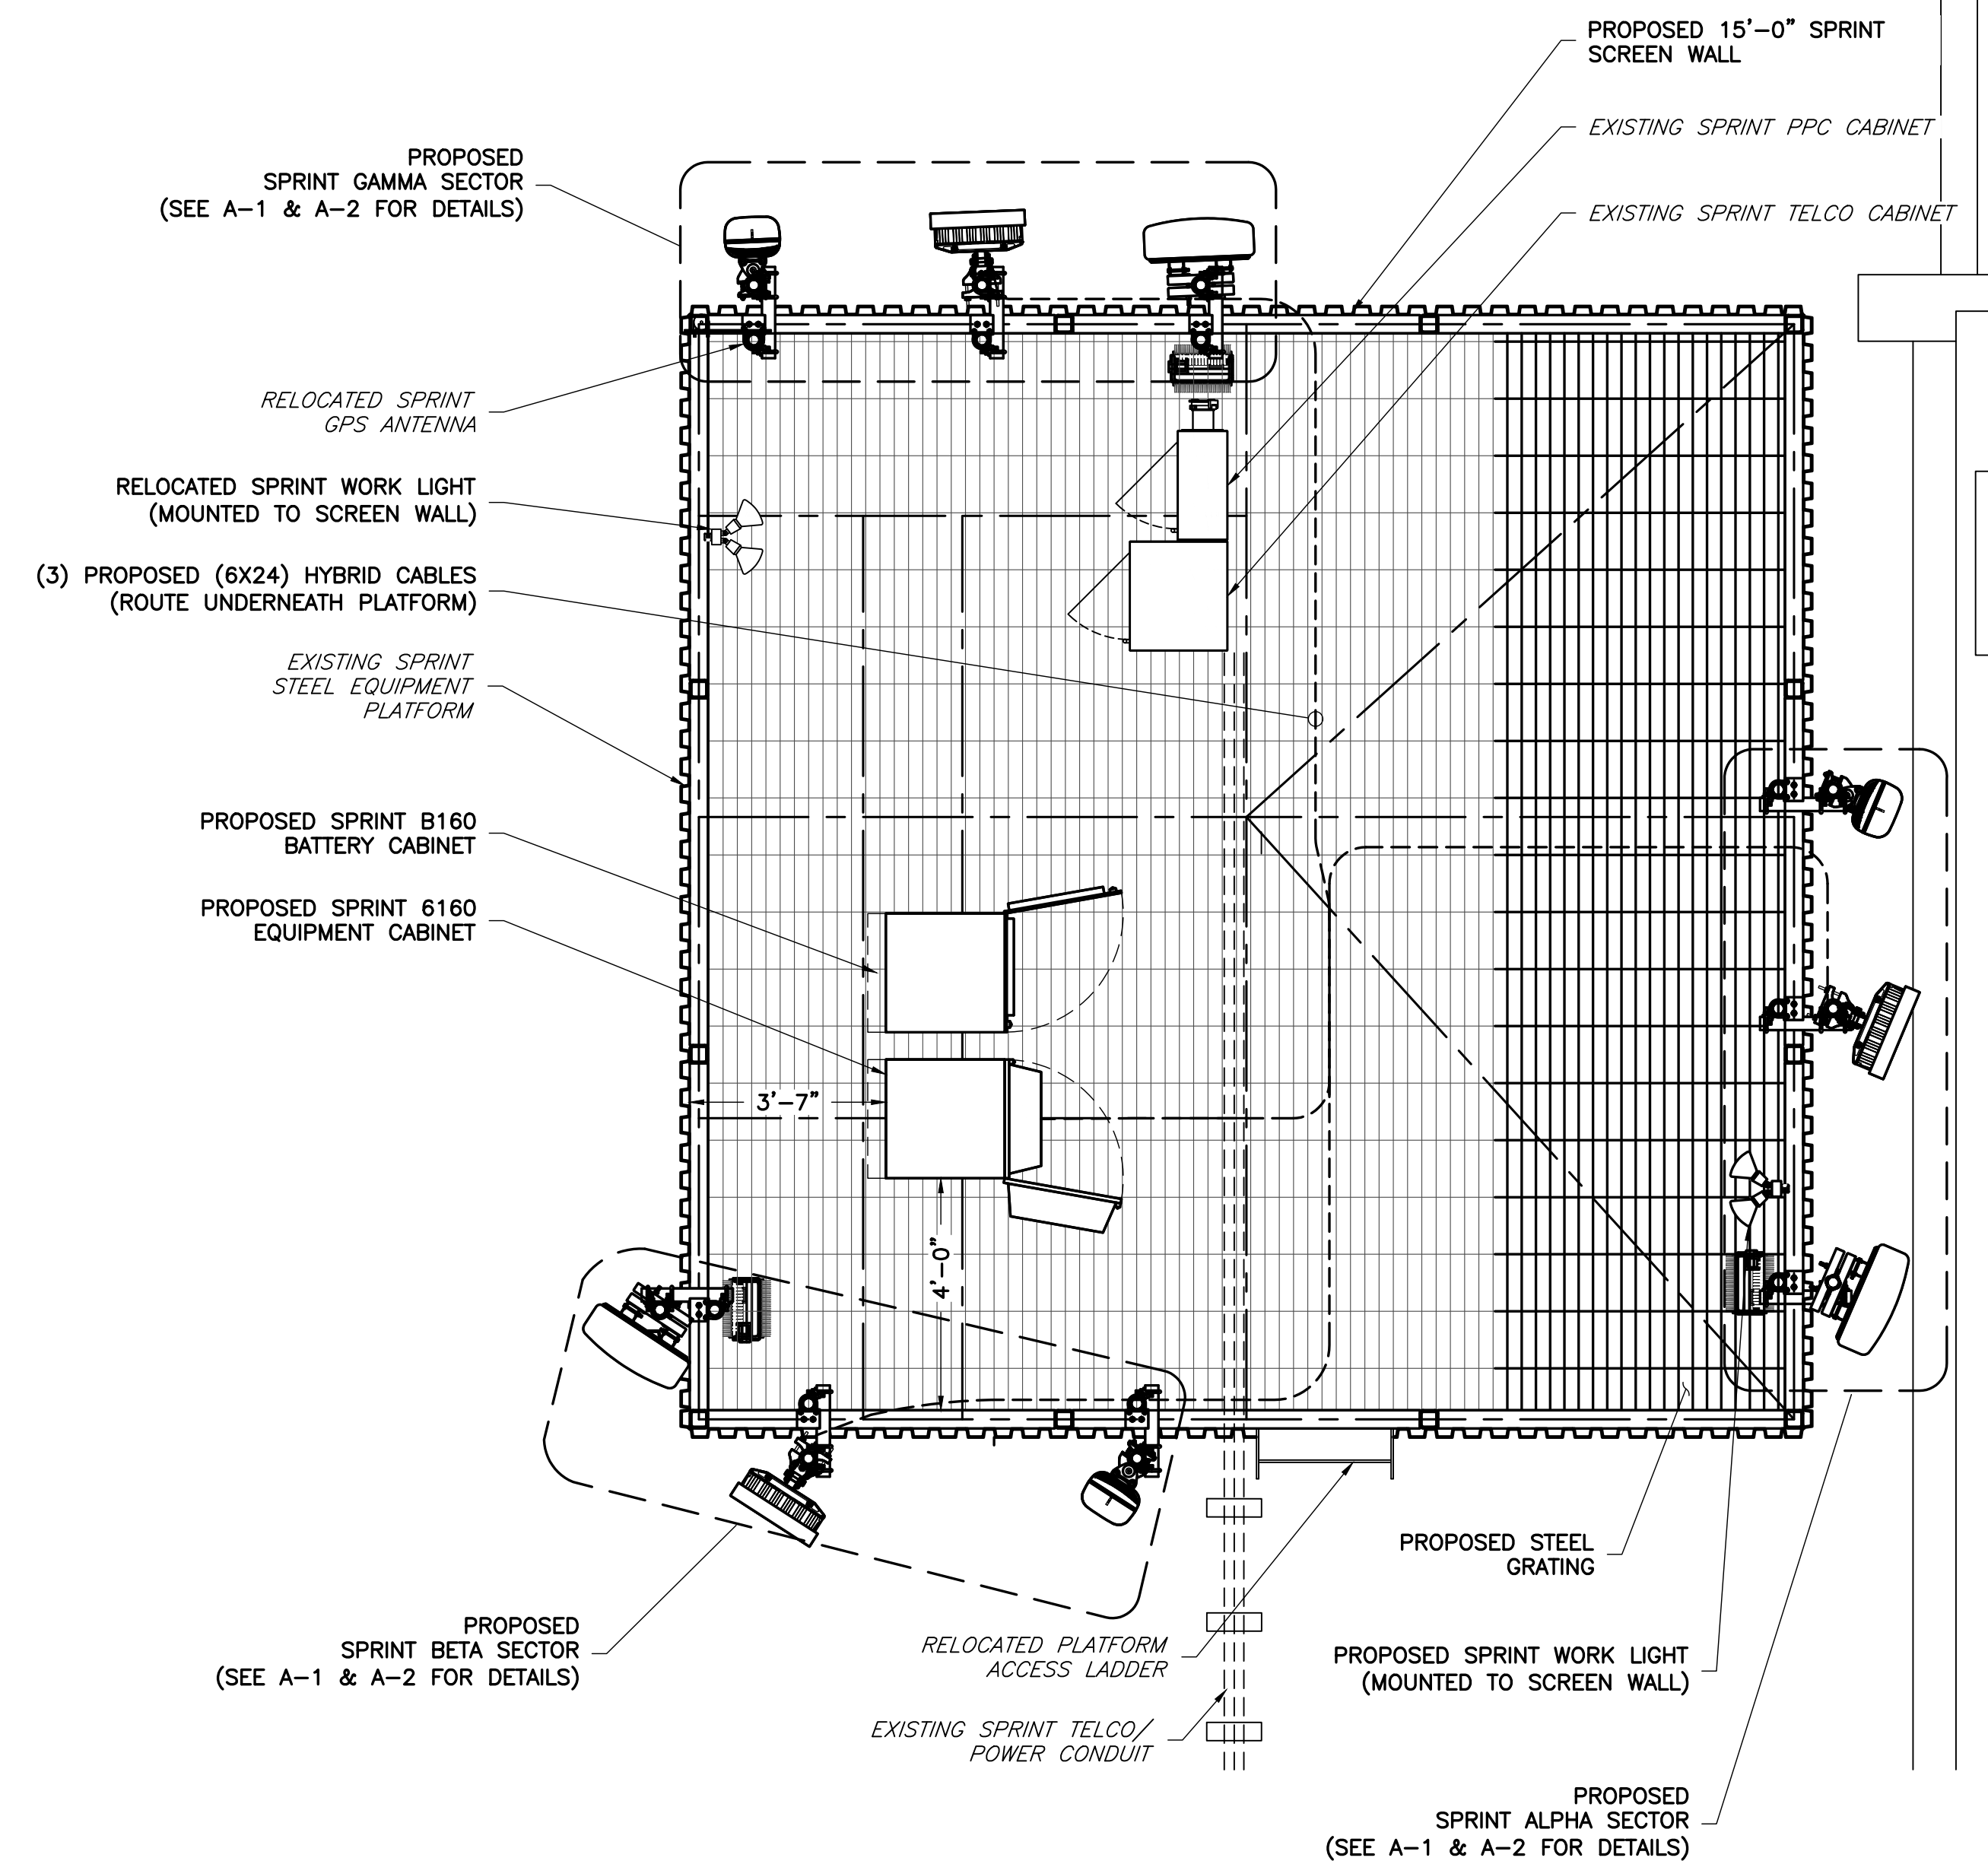 PROPOSED 15'-0" SPRINT
SCREEN WALL
EXISTING SPRINT PPC CABINET
EXISTING SPRINT TELCO CABINET
PROPOSED
SPRINT GAMMA SECTOR
(SEE A-1 & A-2 FOR DETAILS)
RELOCATED SPRINT
GPS ANTENNA
RELOCATED SPRINT WORK LIGHT
(MOUNTED TO SCREEN WALL)
(3) PROPOSED (6X24) HYBRID CABLES
(ROUTE UNDERNEATH PLATFORM)
EXISTING SPRINT
STEEL EQUIPMENT
PLATFORM
PROPOSED SPRINT B160
BATTERY CABINET
PROPOSED SPRINT 6160
EQUIPMENT CABINET
3'-7"
4'-0"
PROPOSED STEEL
GRATING
PROPOSED
SPRINT BETA SECTOR
(SEE A-1 & A-2 FOR DETAILS)
RELOCATED PLATFORM
ACCESS LADDER
PROPOSED SPRINT WORK LIGHT
(MOUNTED TO SCREEN WALL)
EXISTING SPRINT TELCO/
POWER CONDUIT
PROPOSED
SPRINT ALPHA SECTOR
(SEE A-1 & A-2 FOR DETAILS)